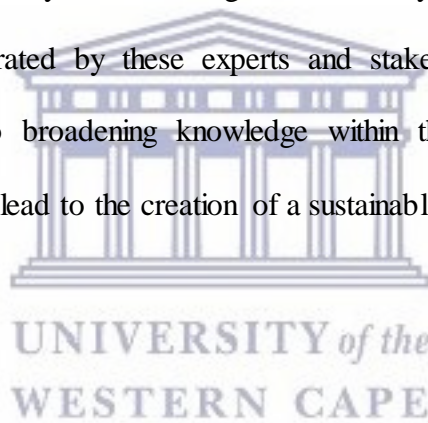 rated by these experts and stake
broadening knowledge within th
lead to the creation of a sustainabl
UNIVERSITY of the
WESTERN CAPE